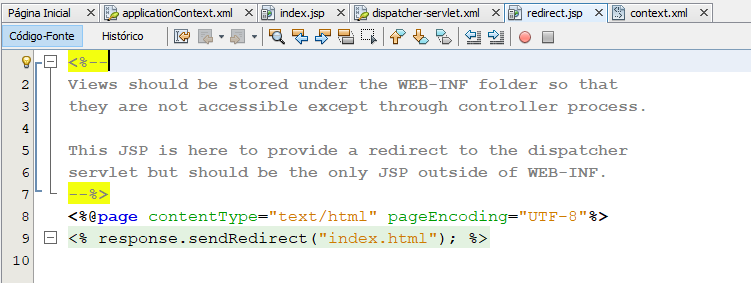 Página Inicial applicationContext.xml index.jsp dispatcher-servlet.xml redirect.jsp context.xml
Código-Fonte Histórico
<%--
2 Views should be stored under the WEB-INF folder so that
3 they are not accessible except through controller process.
4
5 This JSP is here to provide a redirect to the dispatcher
6 servlet but should be the only JSP outside of WEB-INF.
7 --%>
8 <%@page contentType="text/html" pageEncoding="UTF-8"%>
9 <% response.sendRedirect("index.html"); %>
10